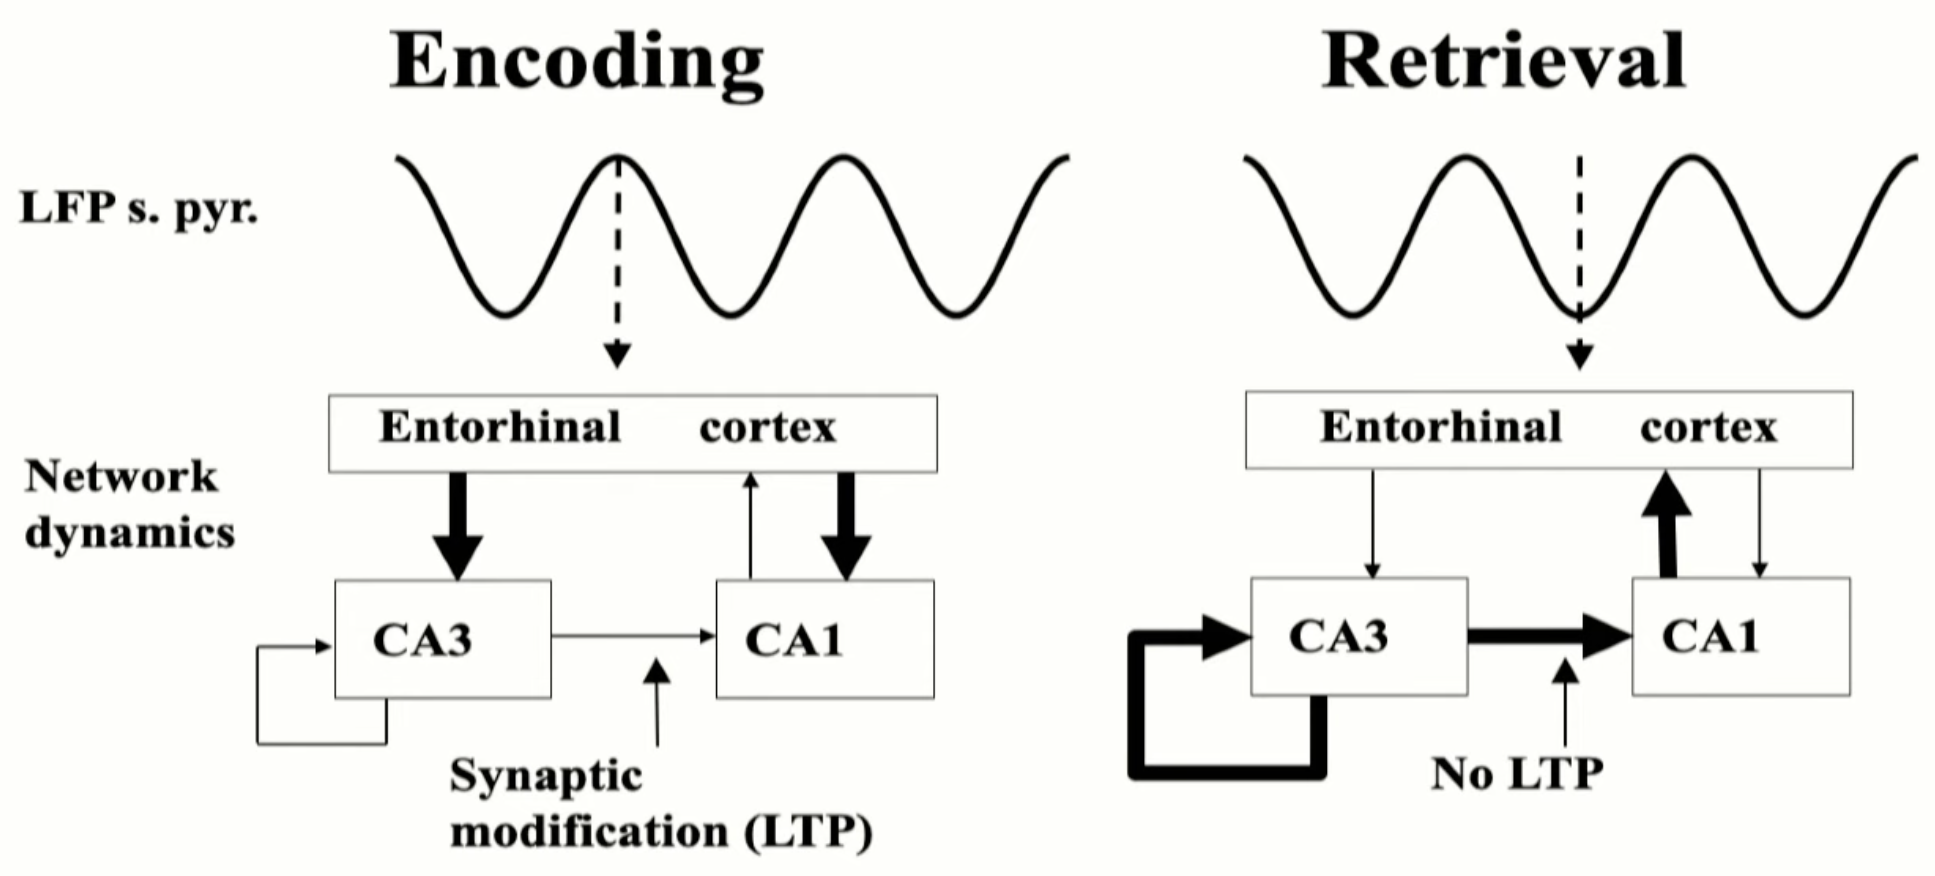 Encoding
Retrieval
LFP s. pyr.
Entorhinal cortex
Entorhinal cortex
Network
dynamics
CA3
CA1
CA3
CA1
Synaptic
modification (LTP)
No LTP